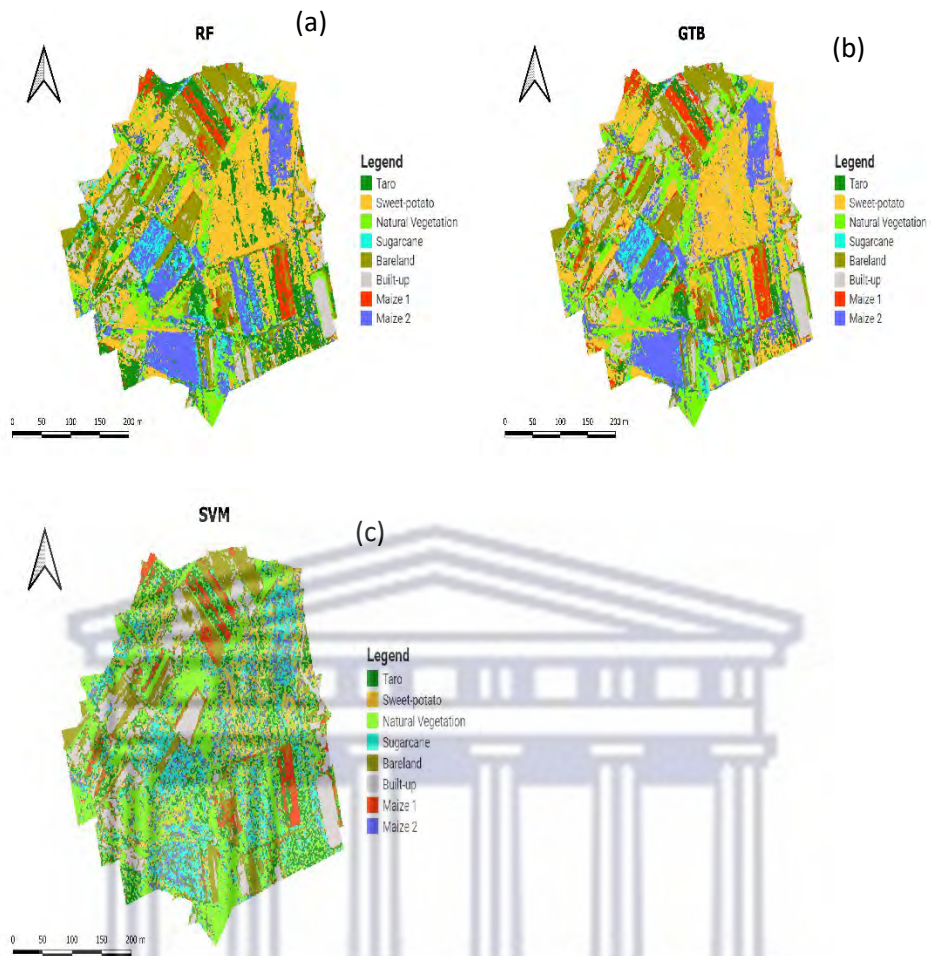 RF
(a)
Legend
Taro
Sweet-potato
Natural Vegetation
Sugarcane
Bareland
Built-up
Maize 1
Maize 2
0 50 100 150 200 m
GTB
(b)
Legend
Taro
Sweet-potato
Natural Vegetation
Sugarcane
Bareland
Built-up
Maize 1
Maize 2
0 50 100 150 200 m
SVM
(c)
Legend
Taro
Sweet-potato
Natural Vegetation
Sugarcane
Bareland
Built-up
Maize 1
Maize 2
0 50 100 150 200 m